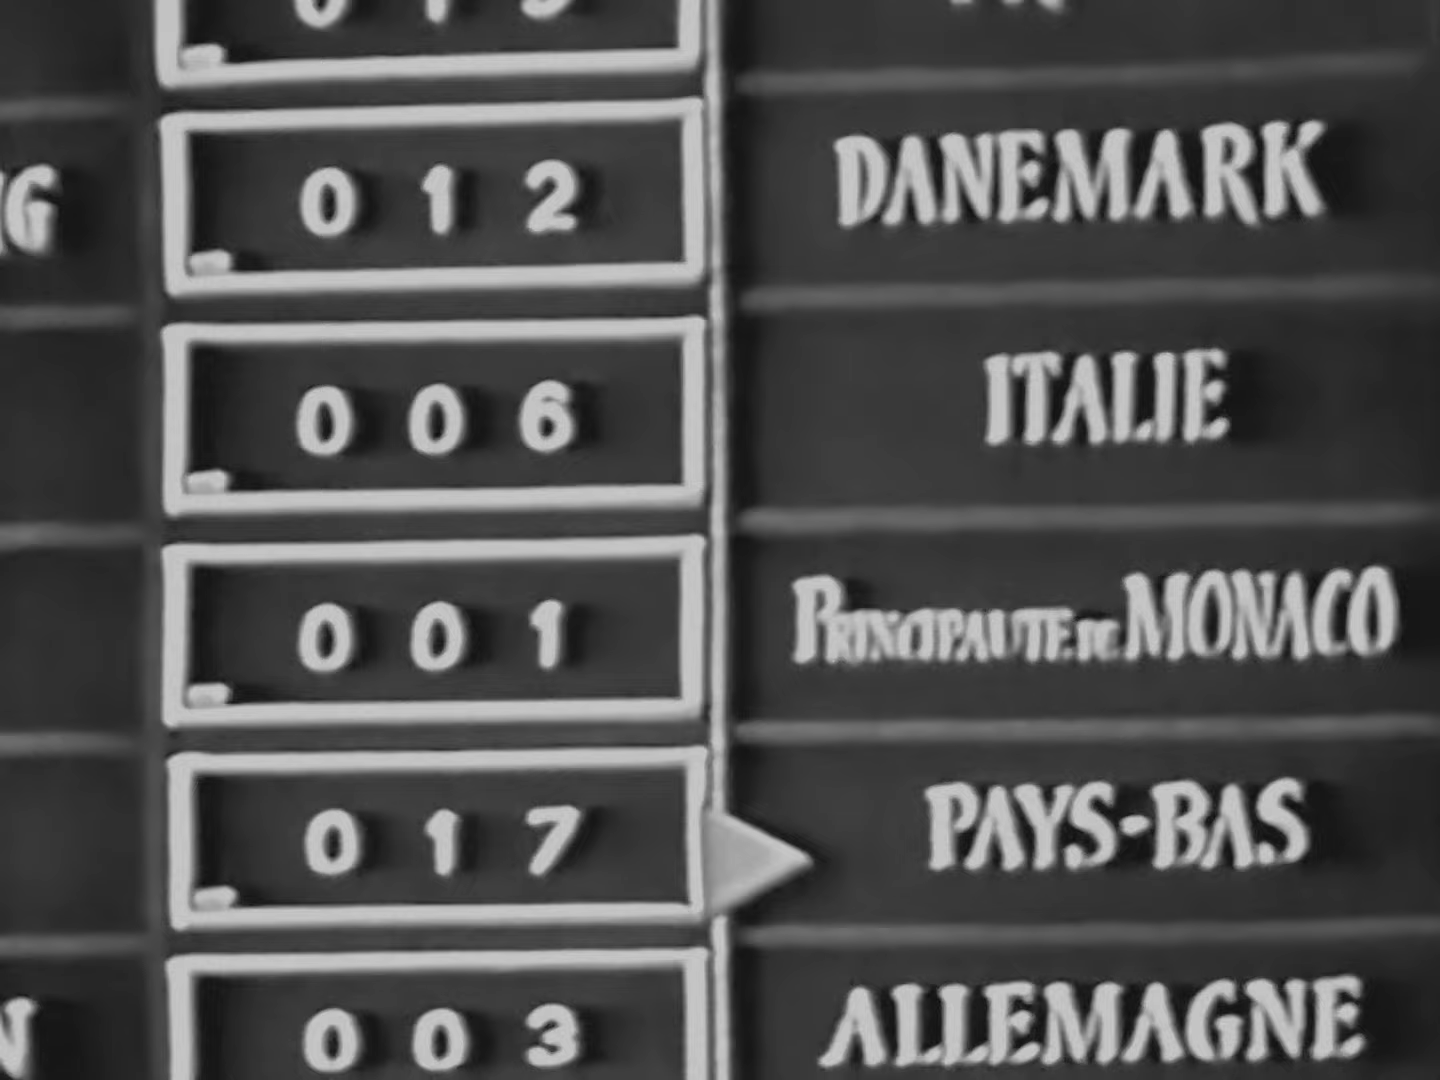 012 DANEMARK
006 ITALIE
001 PRINCIPAUTE DE MONACO
017 PAYS-BAS
003 ALLEMAGNE